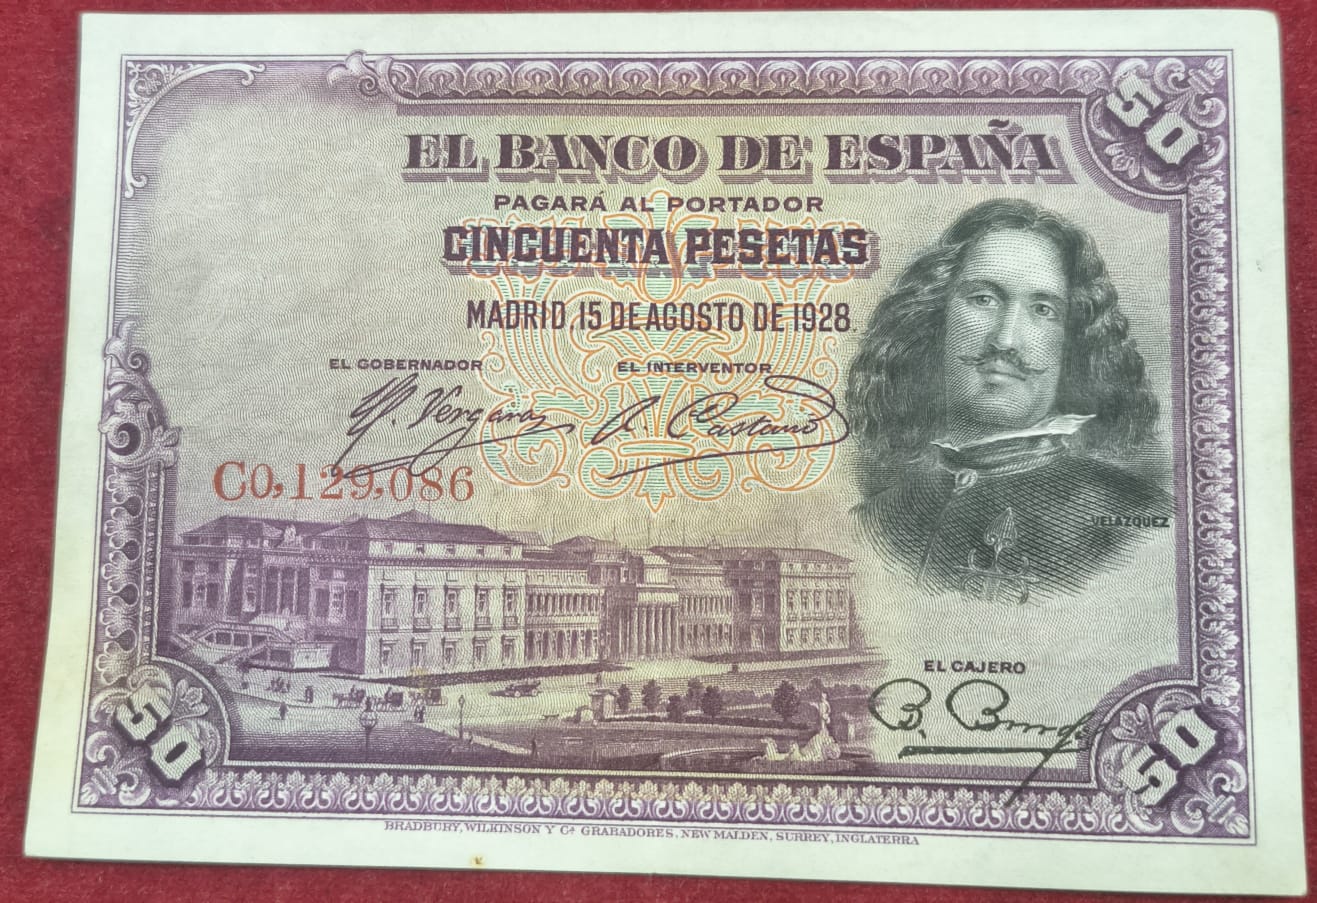 50
EL BANCO DE ESPAÑA
PAGARÁ AL PORTADOR
CINCUENTA PESETAS
MADRID 15 DE AGOSTO DE 1928.
EL GOBERNADOR EL INTERVENTOR
C0,129,086
VELAZQUEZ
EL CAJERO
50 50
BRADBURY, WILKINSON Y Cª GRABADORES, NEW MALDEN, SURREY, INGLATERRA